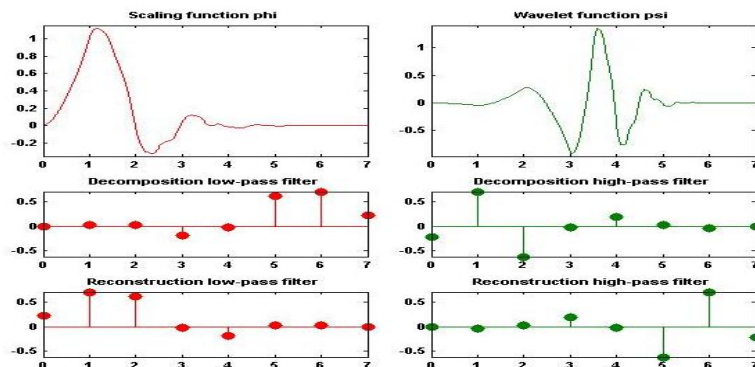 Scaling function phi
1
0.8
0.6
0.4
0.2
0
-0.2
0 1 2 3 4 5 6 7
Wavelet function psi
1
0.5
0
-0.5
0 1 2 3 4 5 6 7
Decomposition low-pass filter
0.5
0
-0.5
0 1 2 3 4 5 6 7
Decomposition high-pass filter
0.5
0
-0.5
0 1 2 3 4 5 6 7
Reconstruction low-pass filter
0.5
0
-0.5
0 1 2 3 4 5 6 7
Reconstruction high-pass filter
0.5
0
-0.5
0 1 2 3 4 5 6 7